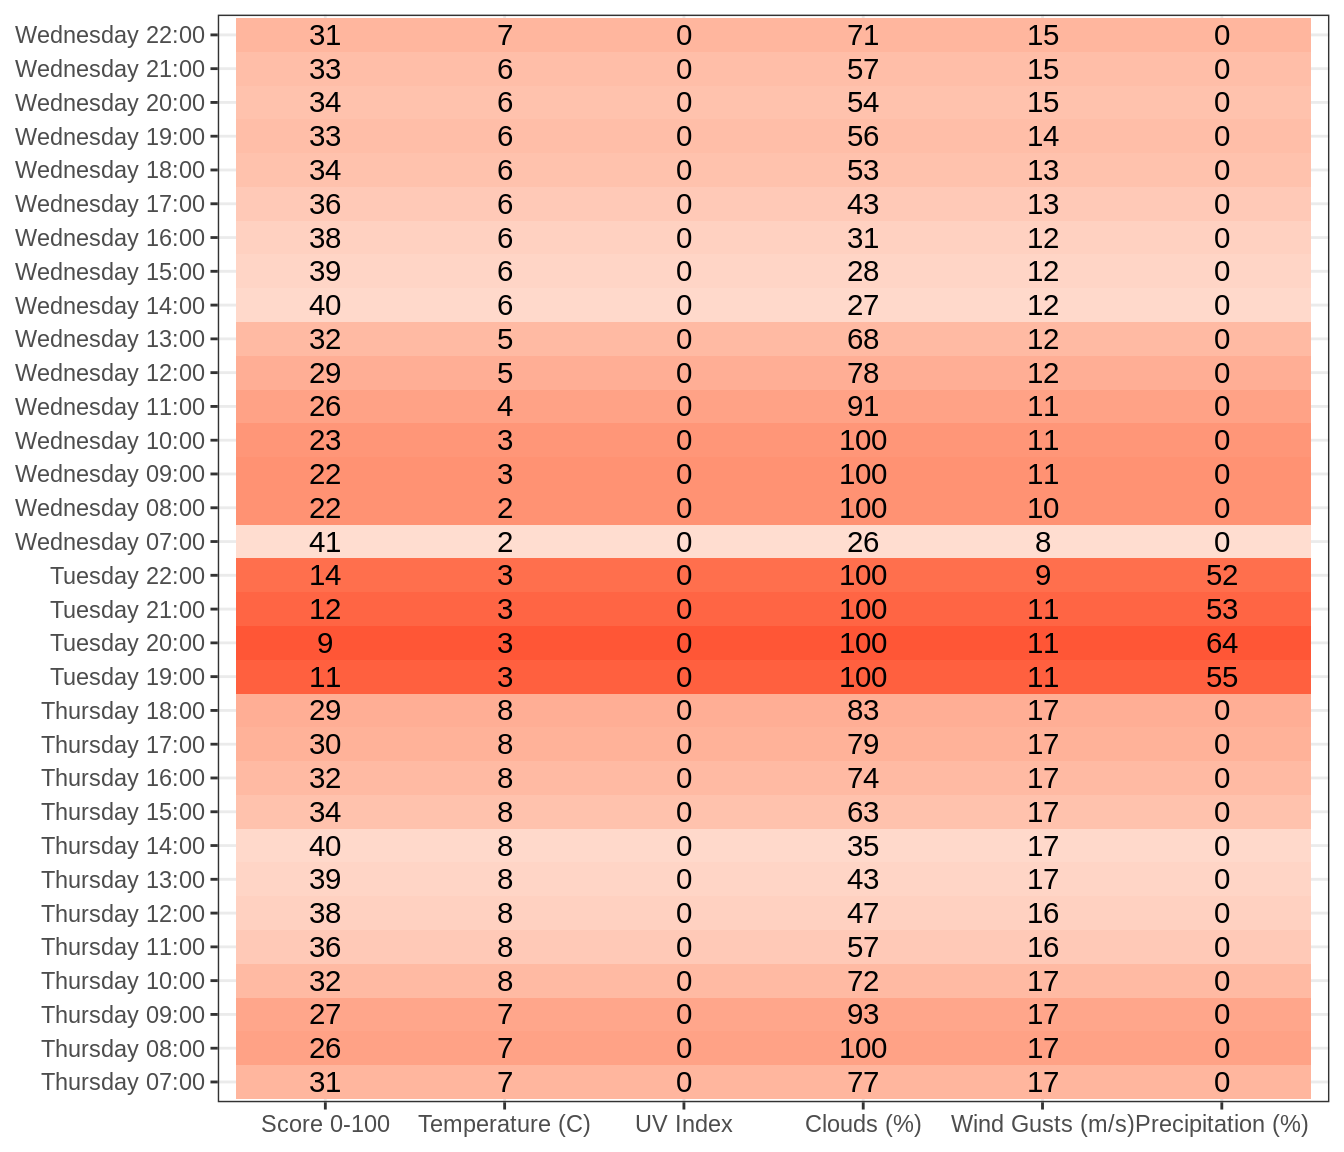 Wednesday 22:00 31 7 0 71 15 0
Wednesday 21:00 33 6 0 57 15 0
Wednesday 20:00 34 6 0 54 15 0
Wednesday 19:00 33 6 0 56 14 0
Wednesday 18:00 34 6 0 53 13 0
Wednesday 17:00 36 6 0 43 13 0
Wednesday 16:00 38 6 0 31 12 0
Wednesday 15:00 39 6 0 28 12 0
Wednesday 14:00 40 6 0 27 12 0
Wednesday 13:00 32 5 0 68 12 0
Wednesday 12:00 29 5 0 78 12 0
Wednesday 11:00 26 4 0 91 11 0
Wednesday 10:00 23 3 0 100 11 0
Wednesday 09:00 22 3 0 100 11 0
Wednesday 08:00 22 2 0 100 10 0
Wednesday 07:00 41 2 0 26 8 0
Tuesday 22:00 14 3 0 100 9 52
Tuesday 21:00 12 3 0 100 11 53
Tuesday 20:00 9 3 0 100 11 64
Tuesday 19:00 11 3 0 100 11 55
Thursday 18:00 29 8 0 83 17 0
Thursday 17:00 30 8 0 79 17 0
Thursday 16:00 32 8 0 74 17 0
Thursday 15:00 34 8 0 63 17 0
Thursday 14:00 40 8 0 35 17 0
Thursday 13:00 39 8 0 43 17 0
Thursday 12:00 38 8 0 47 16 0
Thursday 11:00 36 8 0 57 16 0
Thursday 10:00 32 8 0 72 17 0
Thursday 09:00 27 7 0 93 17 0
Thursday 08:00 26 7 0 100 17 0
Thursday 07:00 31 7 0 77 17 0
Score 0-100 Temperature (C) UV Index Clouds (%) Wind Gusts (m/s) Precipitation (%)